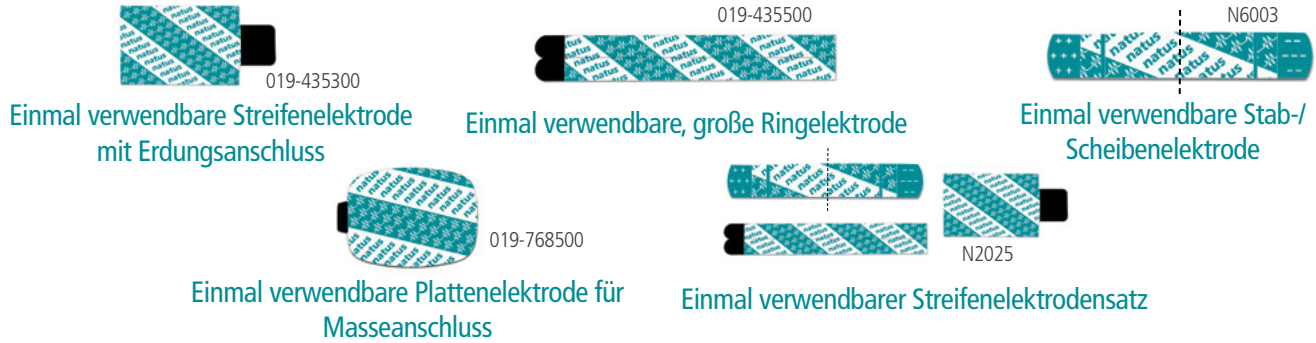 019-435300
Einmal verwendbare Streifenelektrode
mit Erdungsanschluss
019-435500
Einmal verwendbare, große Ringelektrode
N6003
Einmal verwendbare Stab-/
Scheibenelektrode
019-768500
Einmal verwendbare Plattenelektrode für
Masseanschluss
N2025
Einmal verwendbarer Streifenelektrodensatz
natus